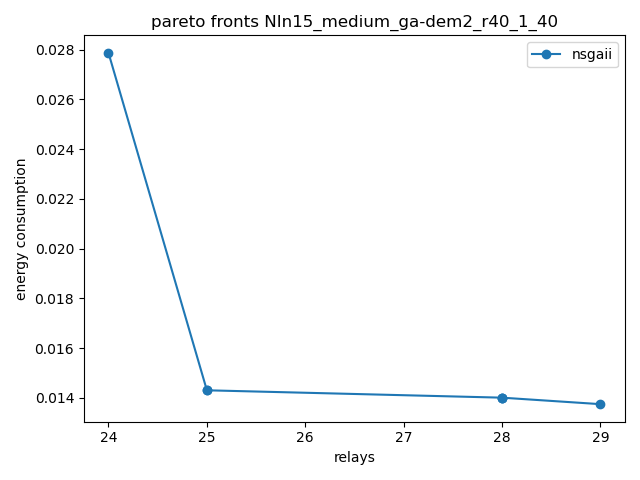 pareto fronts NIn15_medium_ga-dem2_r40_1_40
nsgaii
0.028
0.026
0.024
0.022
0.020
0.018
0.016
0.014
energy consumption
24 25 26 27 28 29
relays